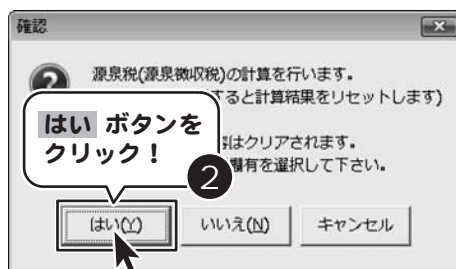 確認
源泉税(源泉徴収税)の計算を行います。
すると計算結果をリセットします)
はい ボタンを
クリック！
はクリアされます。
有を選択して下さい。
2
はい(Y)
いいえ(N)
キャンセル